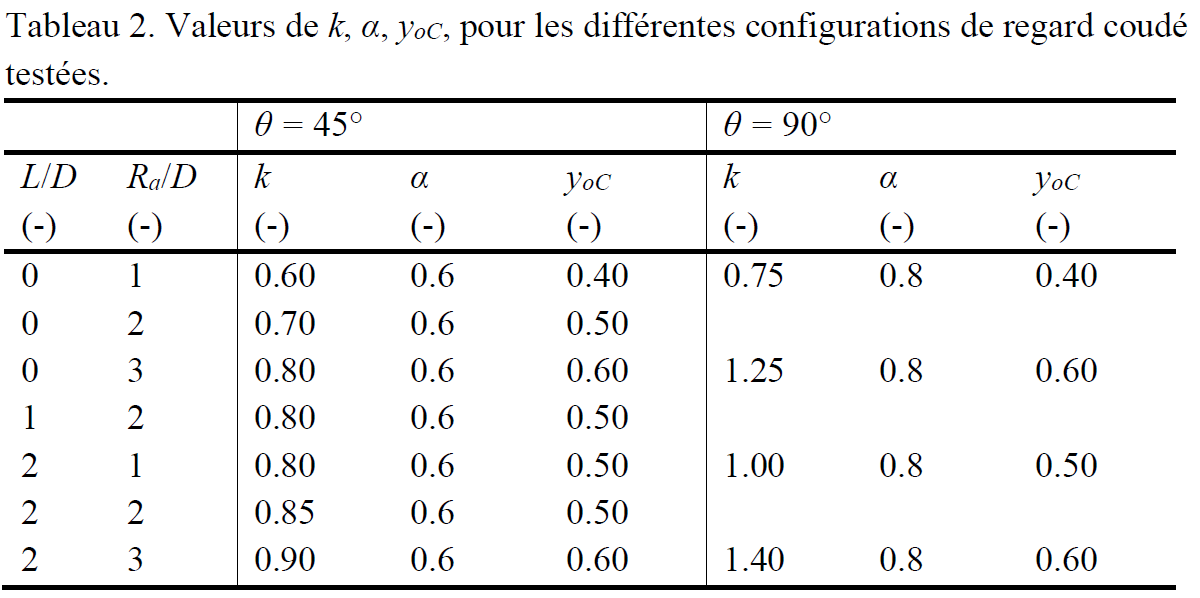 Tableau 2. Valeurs de k, α, yoC, pour les différentes configurations de regard coudé
testées.
θ = 45° θ = 90°
L/D Ra/D k α yoC k α yoC
(-) (-) (-) (-) (-) (-) (-) (-)
0 1 0.60 0.6 0.40 0.75 0.8 0.40
0 2 0.70 0.6 0.50
0 3 0.80 0.6 0.60 1.25 0.8 0.60
1 2 0.80 0.6 0.50
2 1 0.80 0.6 0.50 1.00 0.8 0.50
2 2 0.85 0.6 0.50
2 3 0.90 0.6 0.60 1.40 0.8 0.60